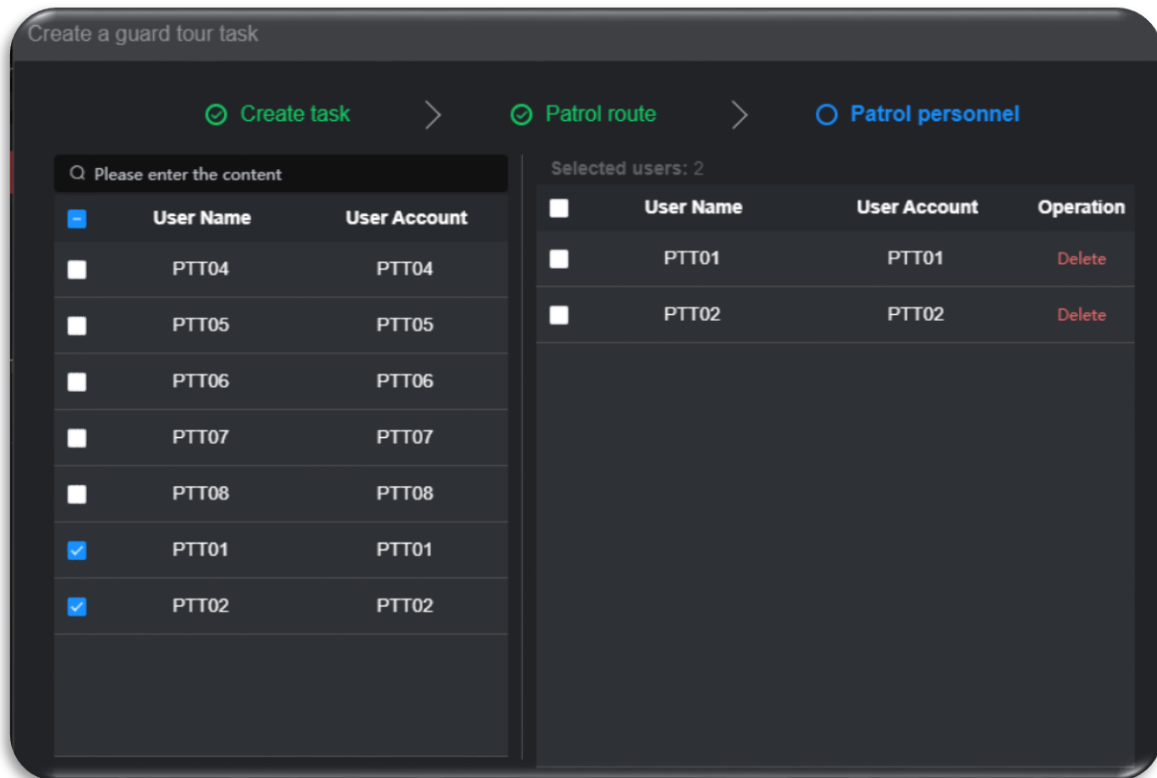 Create a guard tour task
Create task > Patrol route > Patrol personnel
Please enter the content
User Name User Account
PTT04 PTT04
PTT05 PTT05
PTT06 PTT06
PTT07 PTT07
PTT08 PTT08
PTT01 PTT01
PTT02 PTT02
Selected users: 2
User Name User Account Operation
PTT01 PTT01 Delete
PTT02 PTT02 Delete